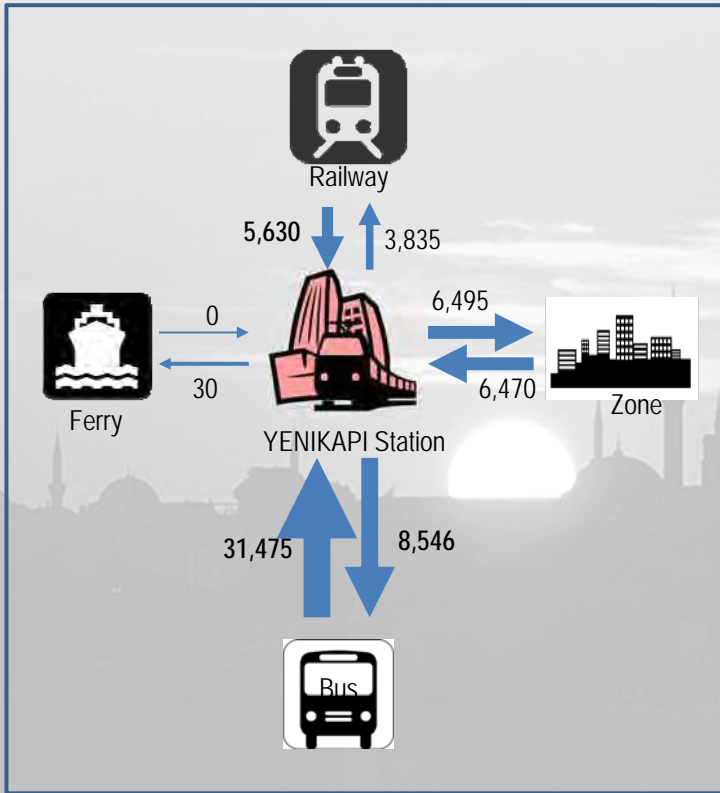 Railway
5,630
3,835
0
6,495
30
6,470
Ferry
Zone
YENIKAPI Station
31,475
8,546
Bus